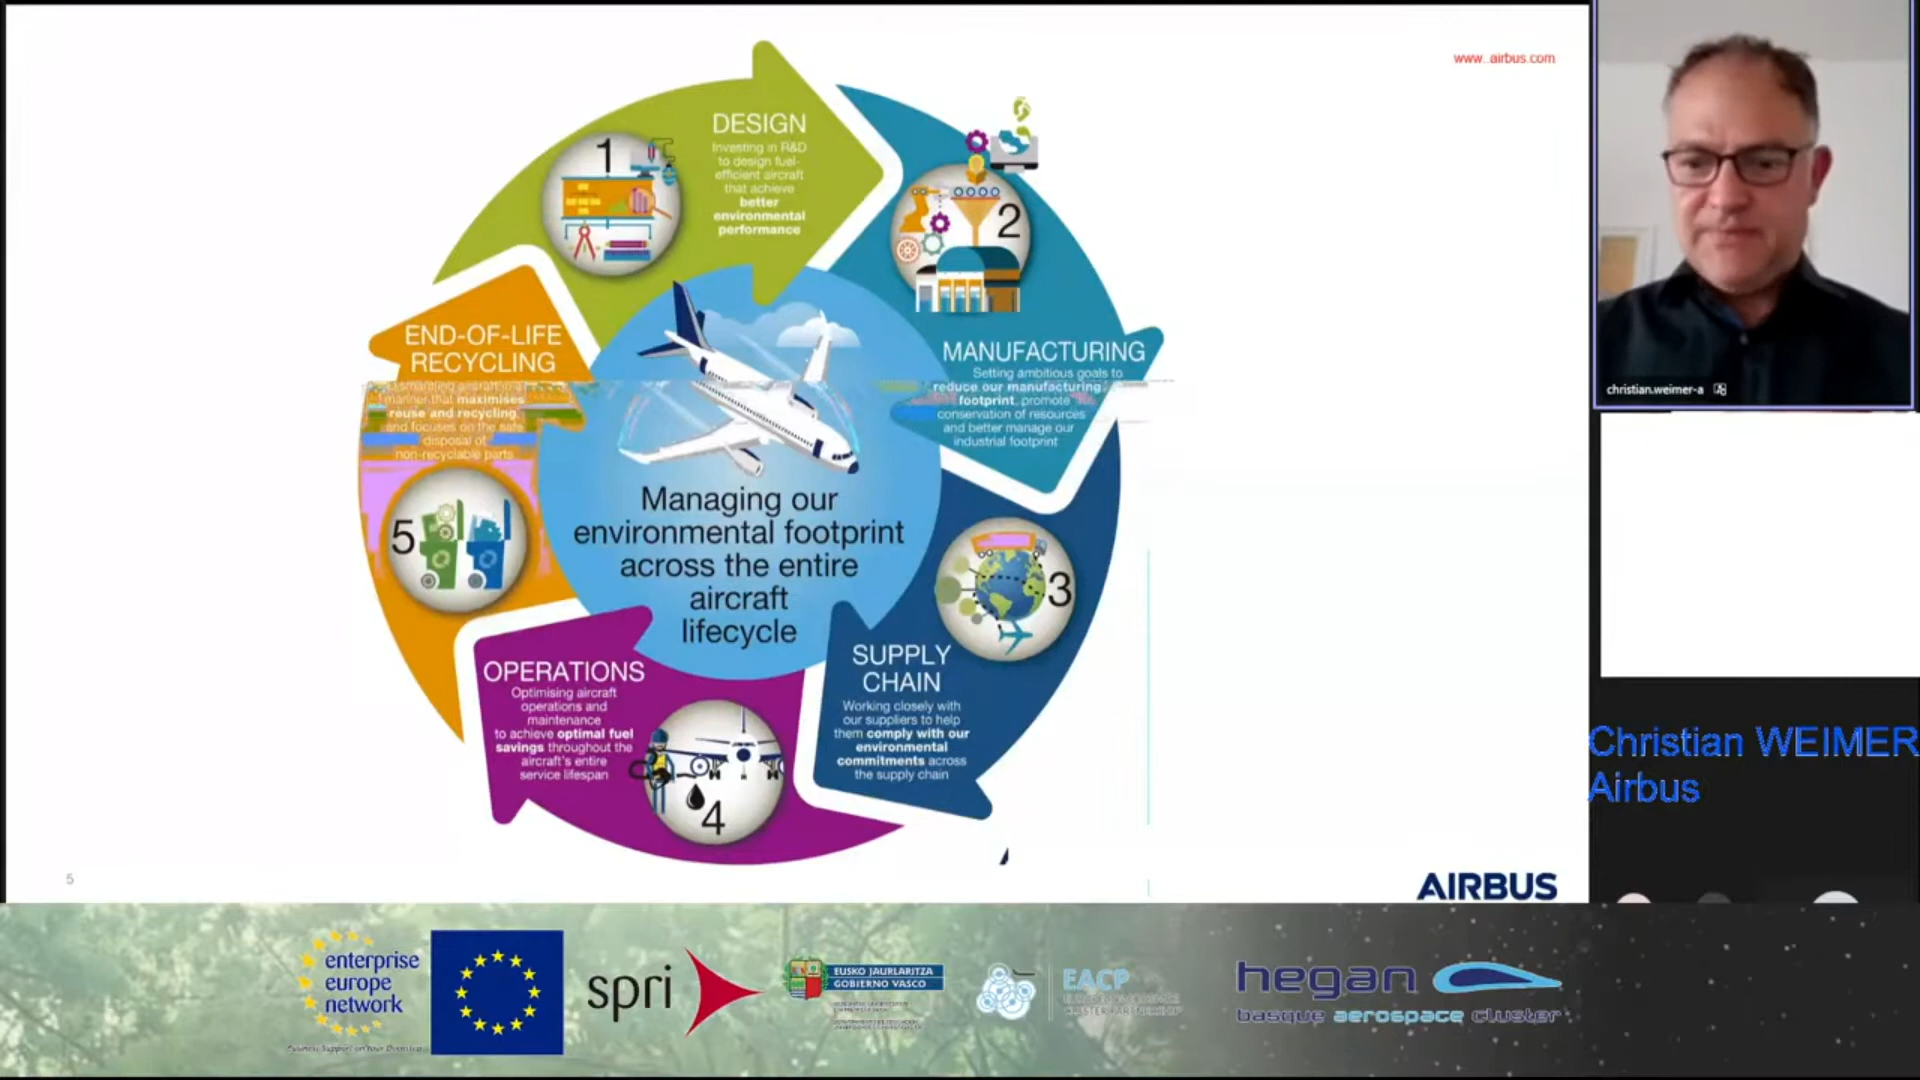 www.airbus.com
DESIGN
Investing in R&D
to design fuel-
efficient aircraft
that achieve
better
environmental
performance
1
2
MANUFACTURING
Setting ambitious goals to
reduce our manufacturing
footprint, promote
conservation of resources
and better manage our
industrial footprint
3
SUPPLY
CHAIN
Working closely with
our suppliers to help
them comply with our
environmental
commitments across
the supply chain
4
OPERATIONS
Optimising aircraft
operations and
maintenance
to achieve optimal fuel
savings throughout the
aircraft's entire
service lifespan
5
END-OF-LIFE
RECYCLING
manner that maximises
reuse and recycling
and focuses on the safe
disposal of
non-recyclable parts
Managing our
environmental footprint
across the entire
aircraft
lifecycle
5
AIRBUS
christian.weimer-a
Christian WEIMER
Airbus
enterprise
europe
network
Business Support on Your Doorstep
spri
EUSKO JAURLARITZA
GOBIERNO VASCO
EACP
hegan
basque aerospace cluster